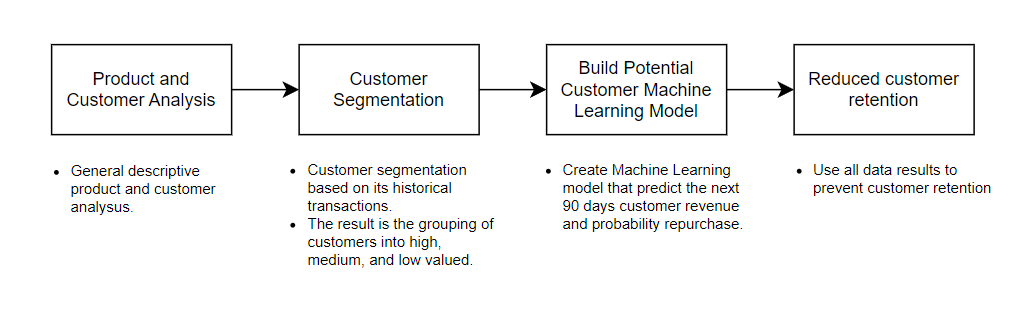 Product and
Customer Analysis
Customer
Segmentation
Build Potential
Customer Machine
Learning Model
Reduced customer
retention
• General descriptive
product and customer
analysus.
• Customer segmentation
based on its historical
transactions.
• The result is the grouping of
customers into high,
medium, and low valued.
• Create Machine Learning
model that predict the next
90 days customer revenue
and probability repurchase.
• Use all data results to
prevent customer retention